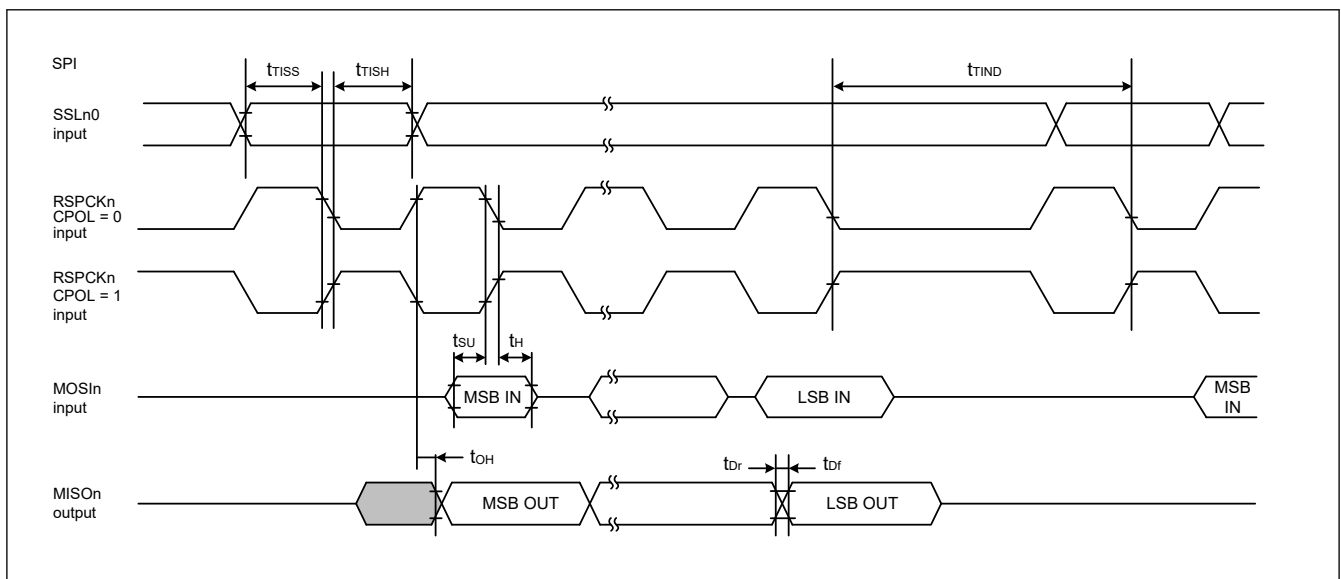 SPI
tTISS
tTISH
tTIND
SSLn0
input
RSPCKn
CPOL = 0
input
RSPCKn
CPOL = 1
input
tSU
tH
MOSIn
input
MSB IN
LSB IN
MSB
IN
tOH
tDr
tDf
MISOn
output
MSB OUT
LSB OUT